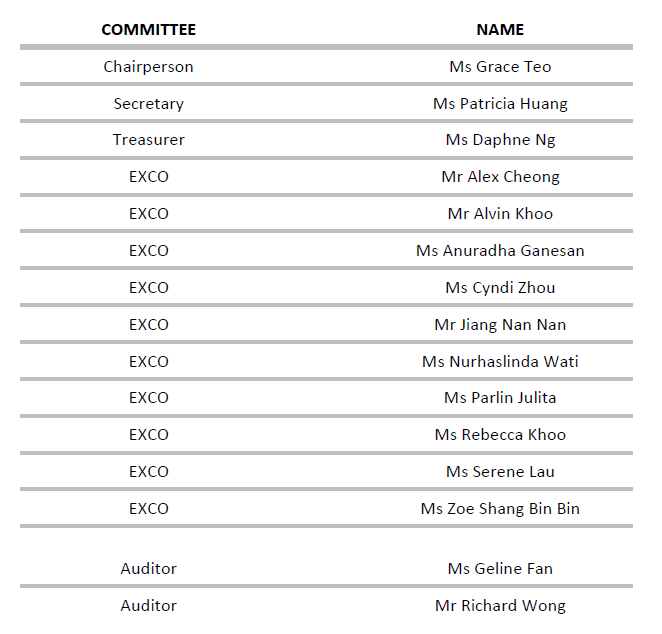 COMMITTEE NAME
Chairperson Ms Grace Teo
Secretary Ms Patricia Huang
Treasurer Ms Daphne Ng
EXCO Mr Alex Cheong
EXCO Mr Alvin Khoo
EXCO Ms Anuradha Ganesan
EXCO Ms Cyndi Zhou
EXCO Mr Jiang Nan Nan
EXCO Ms Nurhaslinda Wati
EXCO Ms Parlin Julita
EXCO Ms Rebecca Khoo
EXCO Ms Serene Lau
EXCO Ms Zoe Shang Bin Bin
Auditor Ms Geline Fan
Auditor Mr Richard Wong